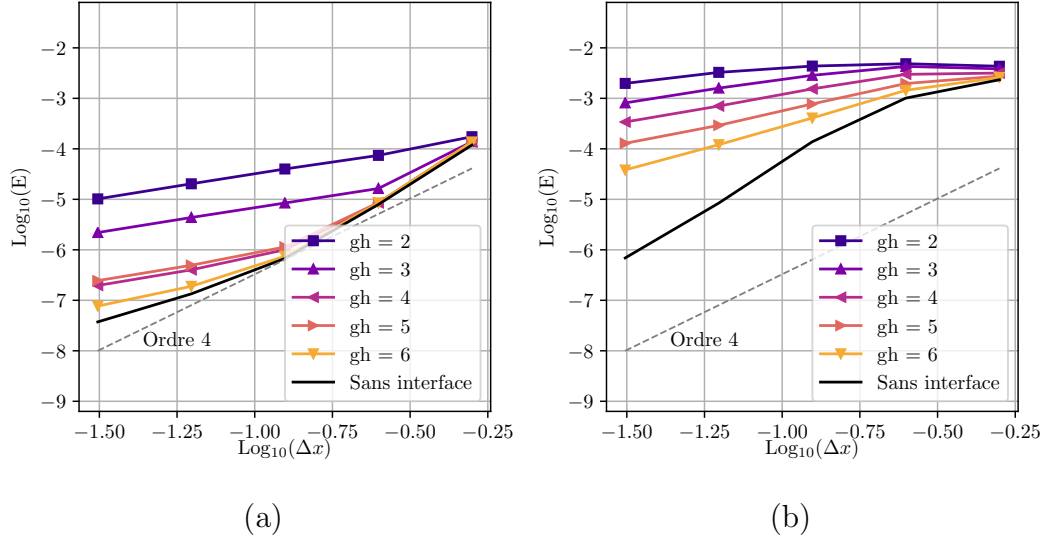 −2
−3
−4
−5
−6
−7
−8
−9
Log₁₀(E)
−1.50
−1.25
−1.00
−0.75
−0.50
−0.25
Log₁₀(Δx)
Ordre 4
gh = 2
gh = 3
gh = 4
gh = 5
gh = 6
Sans interface
(a)
−2
−3
−4
−5
−6
−7
−8
−9
Log₁₀(E)
−1.50
−1.25
−1.00
−0.75
−0.50
−0.25
Log₁₀(Δx)
Ordre 4
gh = 2
gh = 3
gh = 4
gh = 5
gh = 6
Sans interface
(b)